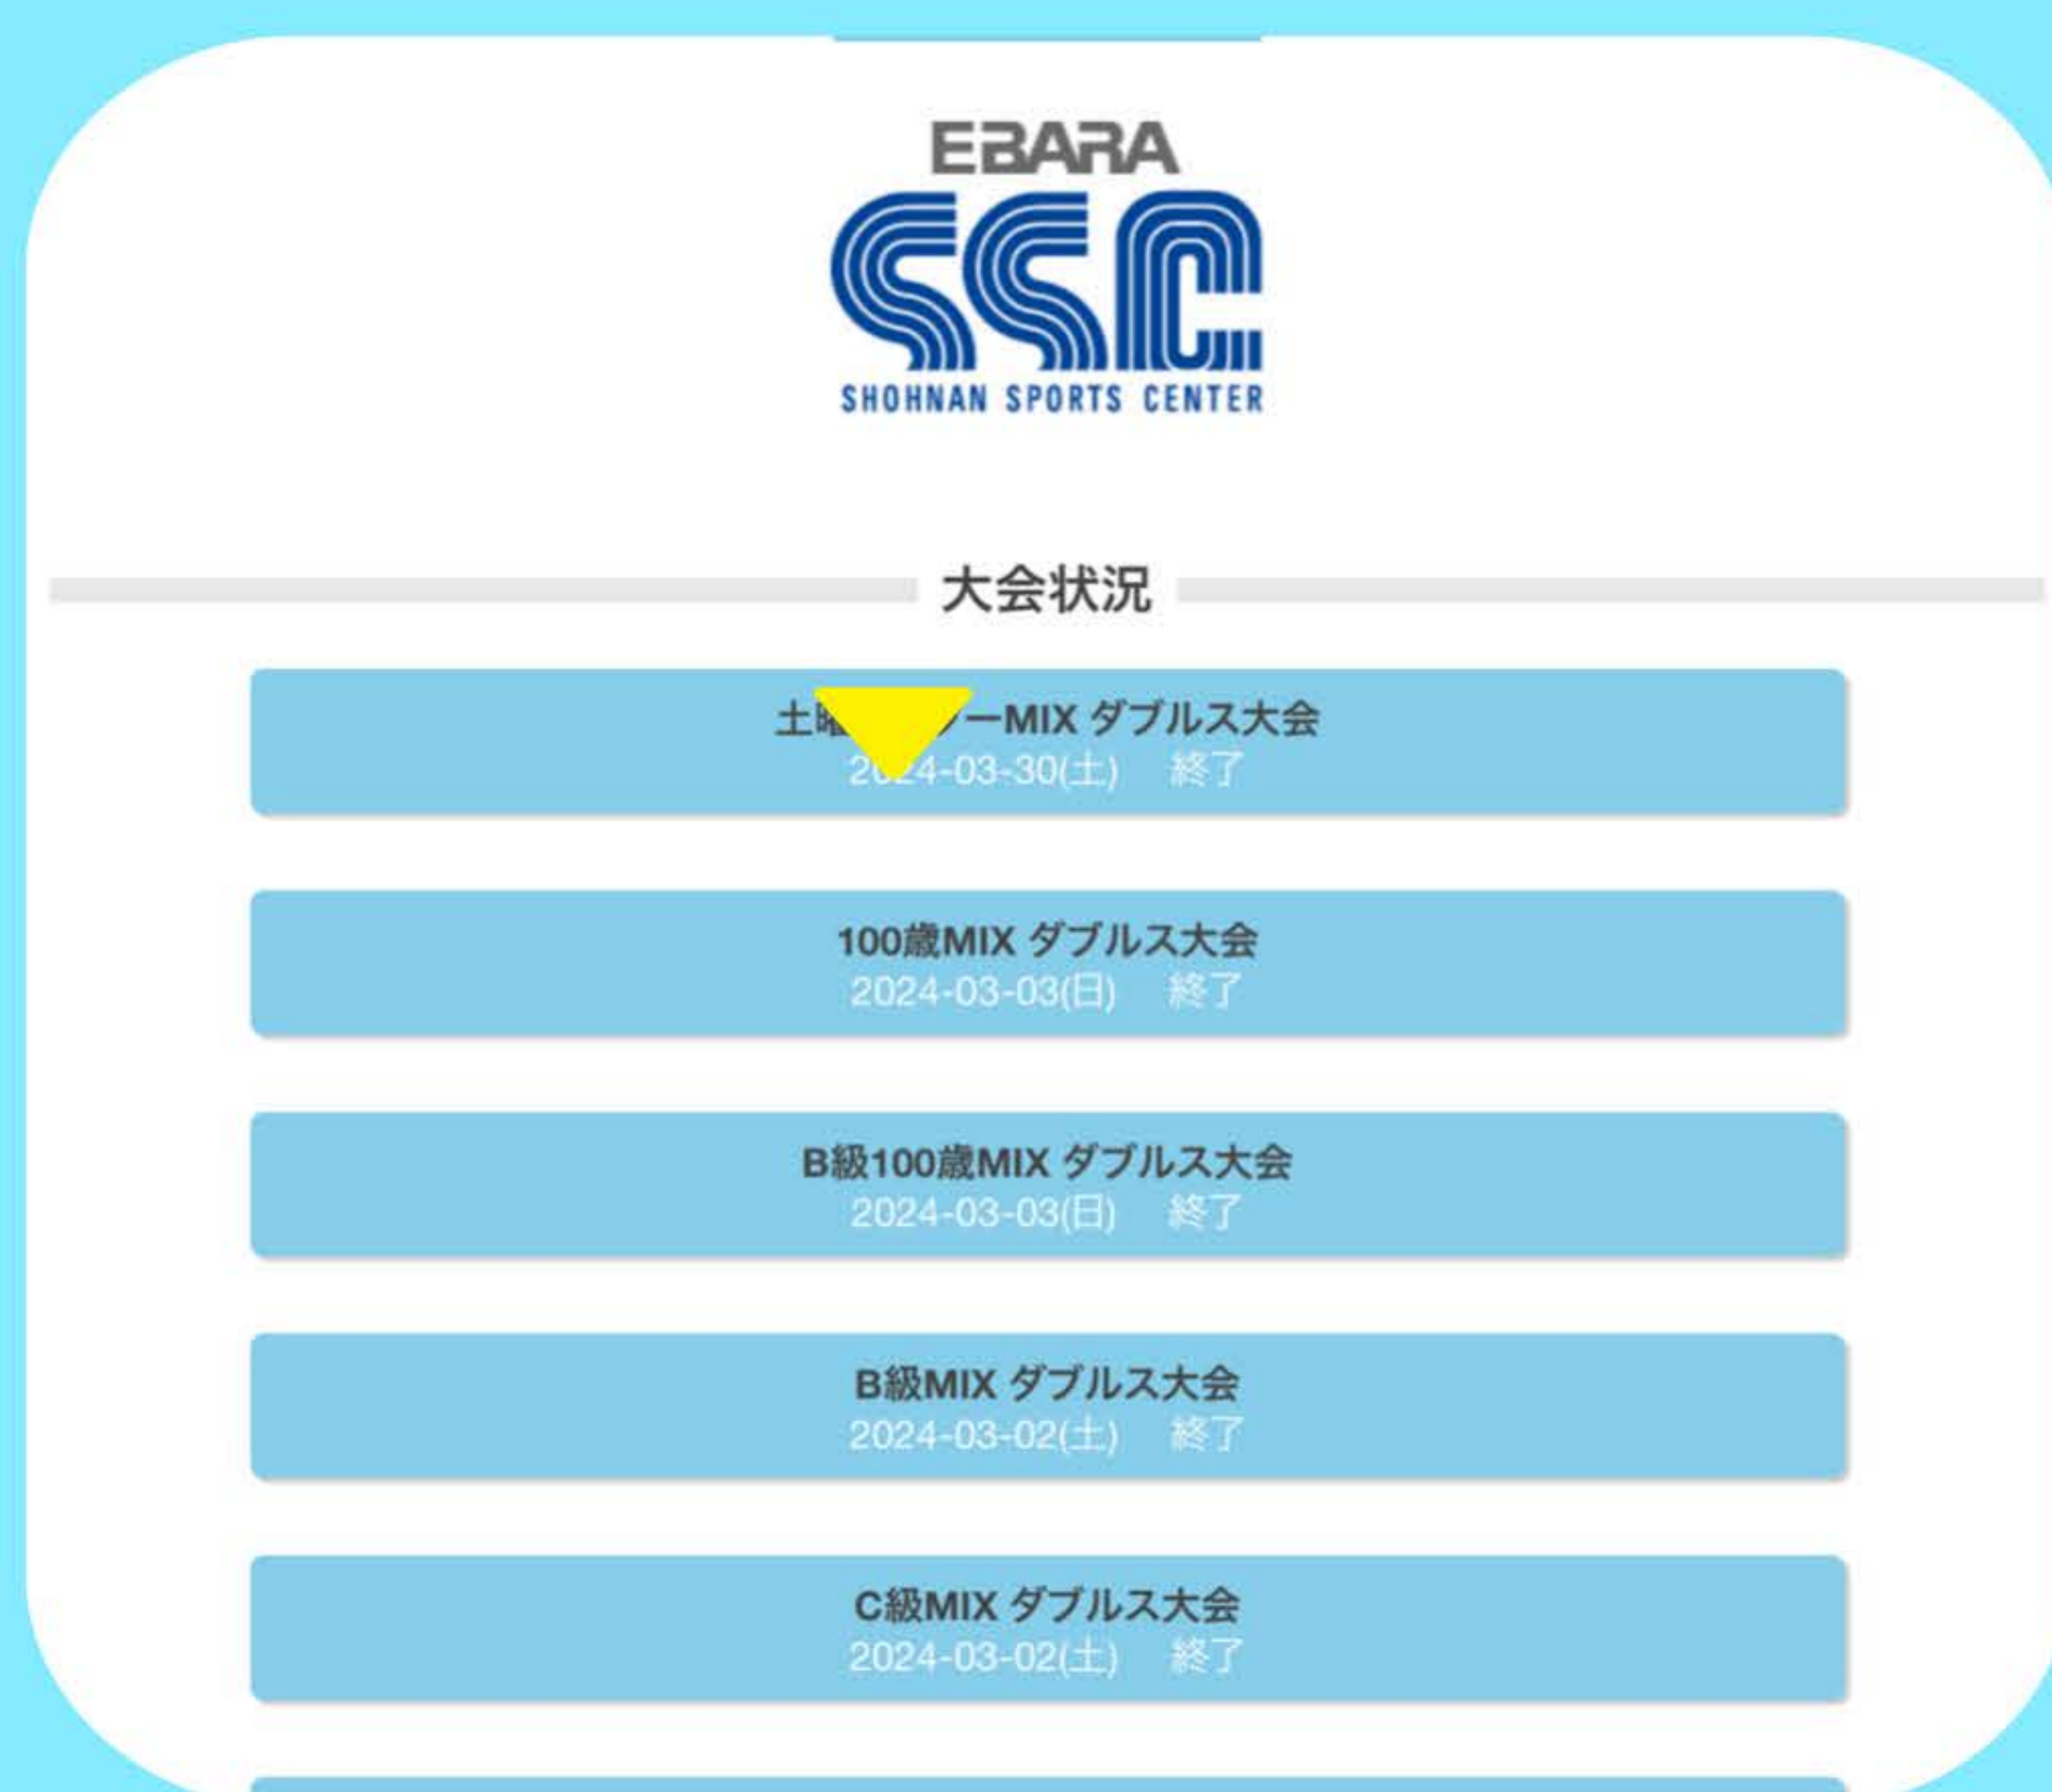 EBARA
SSC
SHOHNAN SPORTS CENTER
大会状況
土 ーMIX ダブルス大会
2024-03-30(土) 終了
100歳MIX ダブルス大会
2024-03-03(日) 終了
B級100歳MIX ダブルス大会
2024-03-03(日) 終了
B級MIX ダブルス大会
2024-03-02(土) 終了
C級MIX ダブルス大会
2024-03-02(土) 終了